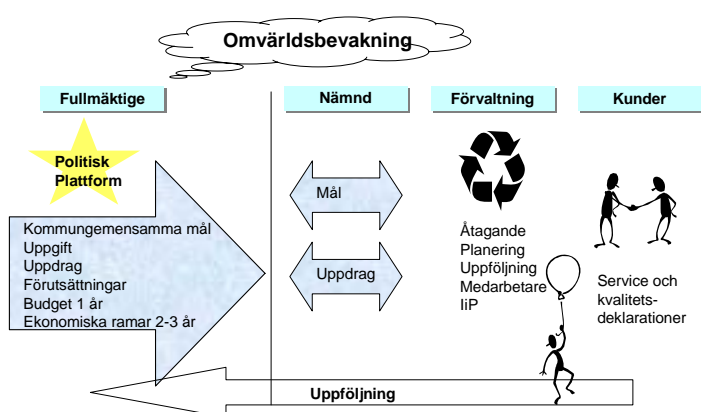 Omvärldsbevakning
Fullmäktige
Nämnd
Förvaltning
Kunder
Politisk
Plattform
Kommungemensamma mål
Uppgift
Uppdrag
Förutsättningar
Budget 1 år
Ekonomiska ramar 2-3 år
Mål
Uppdrag
Åtagande
Planering
Uppföljning
Medarbetare
IiP
Service och
kvalitets-
deklarationer
Uppföljning